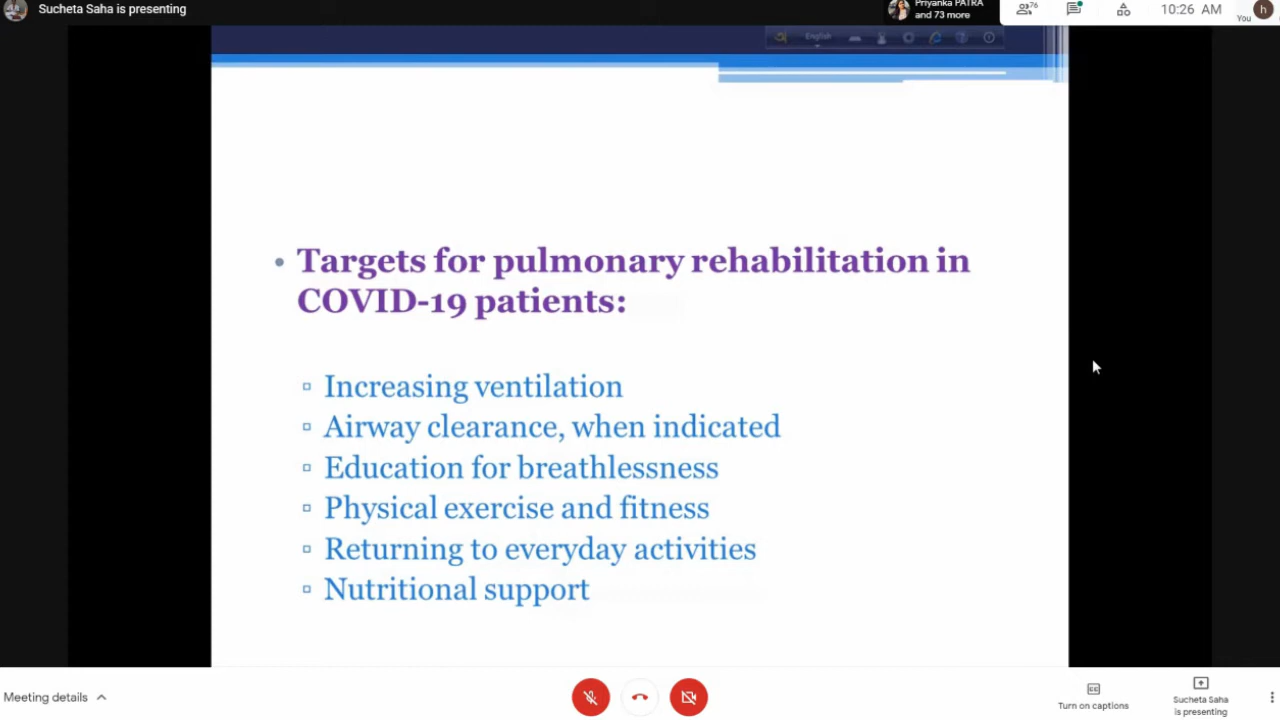 Sucheta Saha is presenting
Priyanka PATRA
and 73 more
76
10:26 AM
You
h
English
Targets for pulmonary rehabilitation in
COVID-19 patients:
Increasing ventilation
Airway clearance, when indicated
Education for breathlessness
Physical exercise and fitness
Returning to everyday activities
Nutritional support
Meeting details
Turn on captions
Sucheta Saha
is presenting